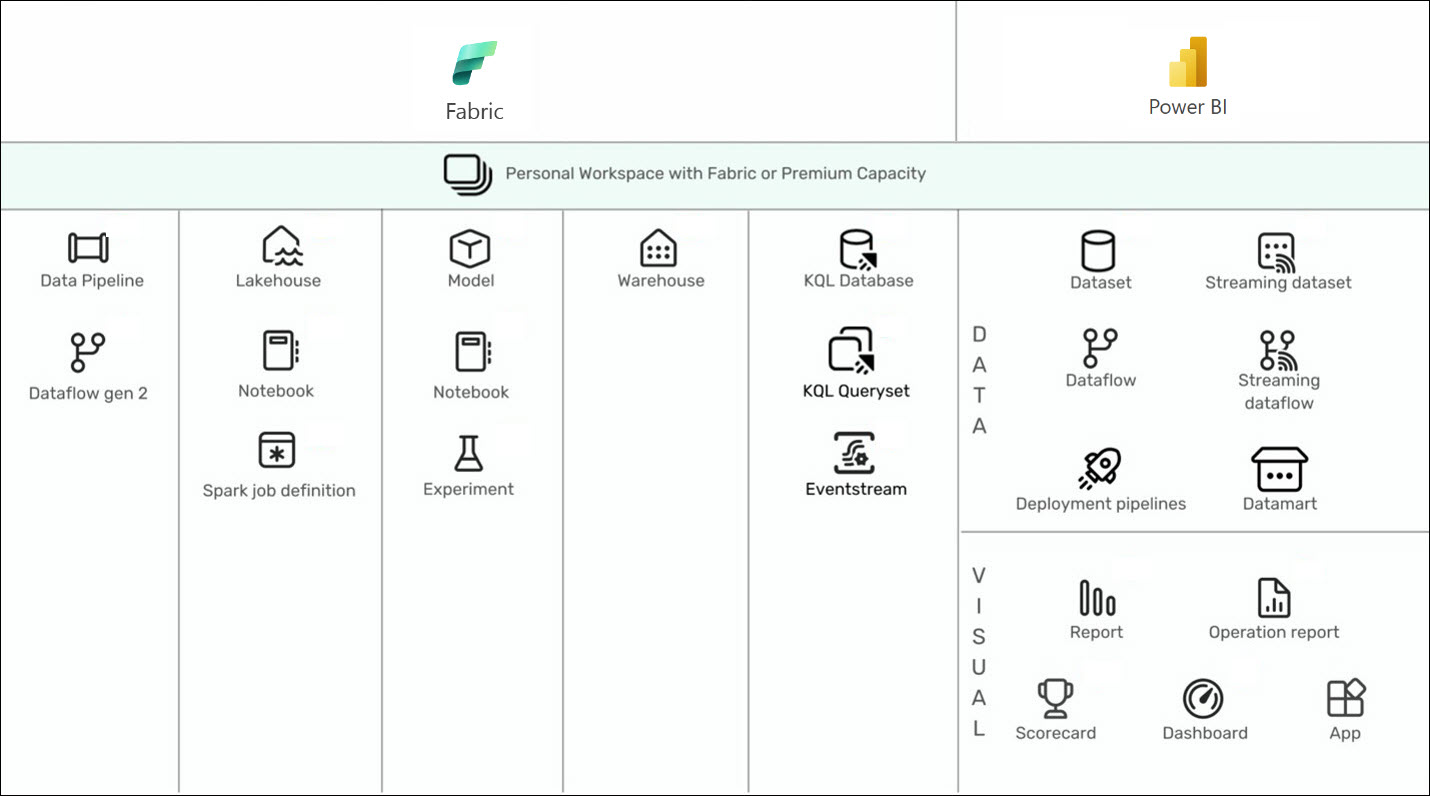 Fabric
Power BI
Personal Workspace with Fabric or Premium Capacity
Data Pipeline
Dataflow gen 2
Lakehouse
Notebook
Spark job definition
Model
Notebook
Experiment
Warehouse
KQL Database
KQL Queryset
Eventstream
DATA
Dataset
Streaming dataset
Dataflow
Streaming
dataflow
Deployment pipelines
Datamart
VISUAL
Report
Operation report
Scorecard
Dashboard
App